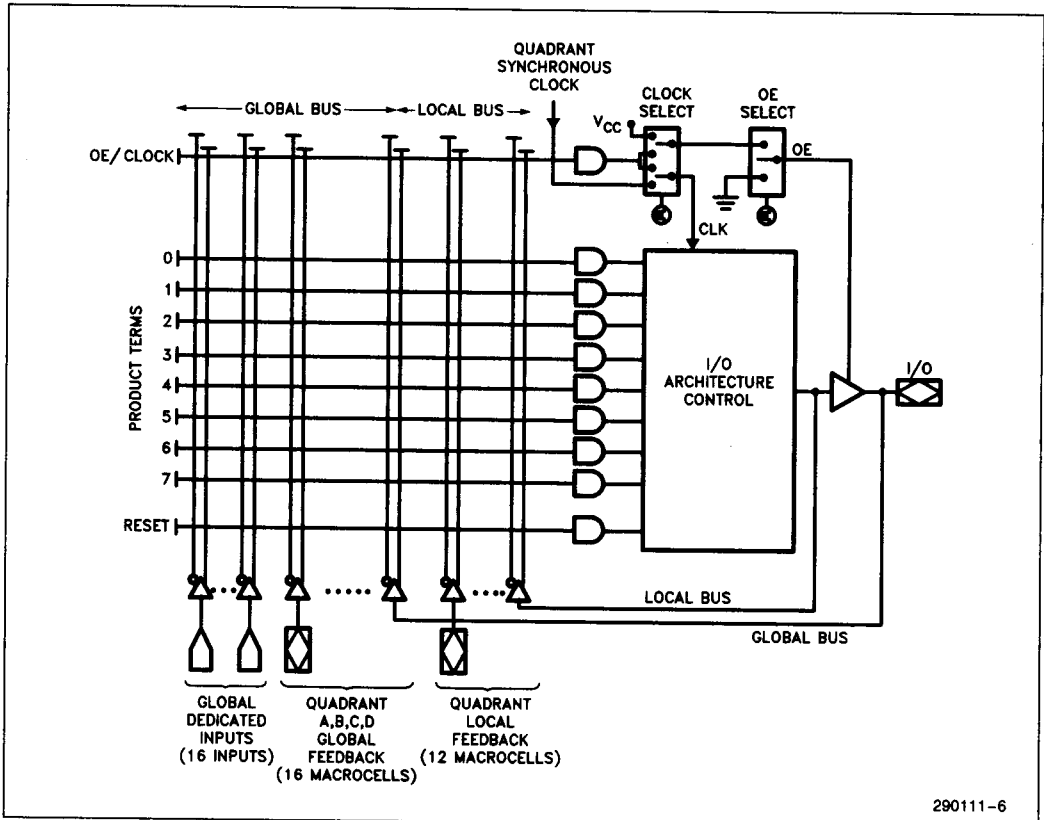 QUADRANT
SYNCHRONOUS
CLOCK
GLOBAL BUS
LOCAL BUS
CLOCK
SELECT
OE
SELECT
VCC
OE/CLOCK
OE
CLK
PRODUCT TERMS
0
1
2
3
4
5
6
7
RESET
I/O
ARCHITECTURE
CONTROL
I/O
LOCAL BUS
GLOBAL BUS
GLOBAL
DEDICATED
INPUTS
(16 INPUTS)
QUADRANT
A,B,C,D
GLOBAL
FEEDBACK
(16 MACROCELLS)
QUADRANT
LOCAL
FEEDBACK
(12 MACROCELLS)
290111-6